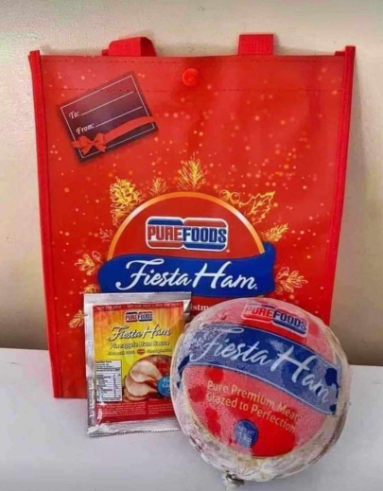 To:
From:
PUREFOODS
Fiesta Ham
PUREFOODS
Fiesta Ham
Pineapple Ham Glaze
PUREFOODS
Fiesta Ham
Pure Premium Meat
Glazed to Perfection